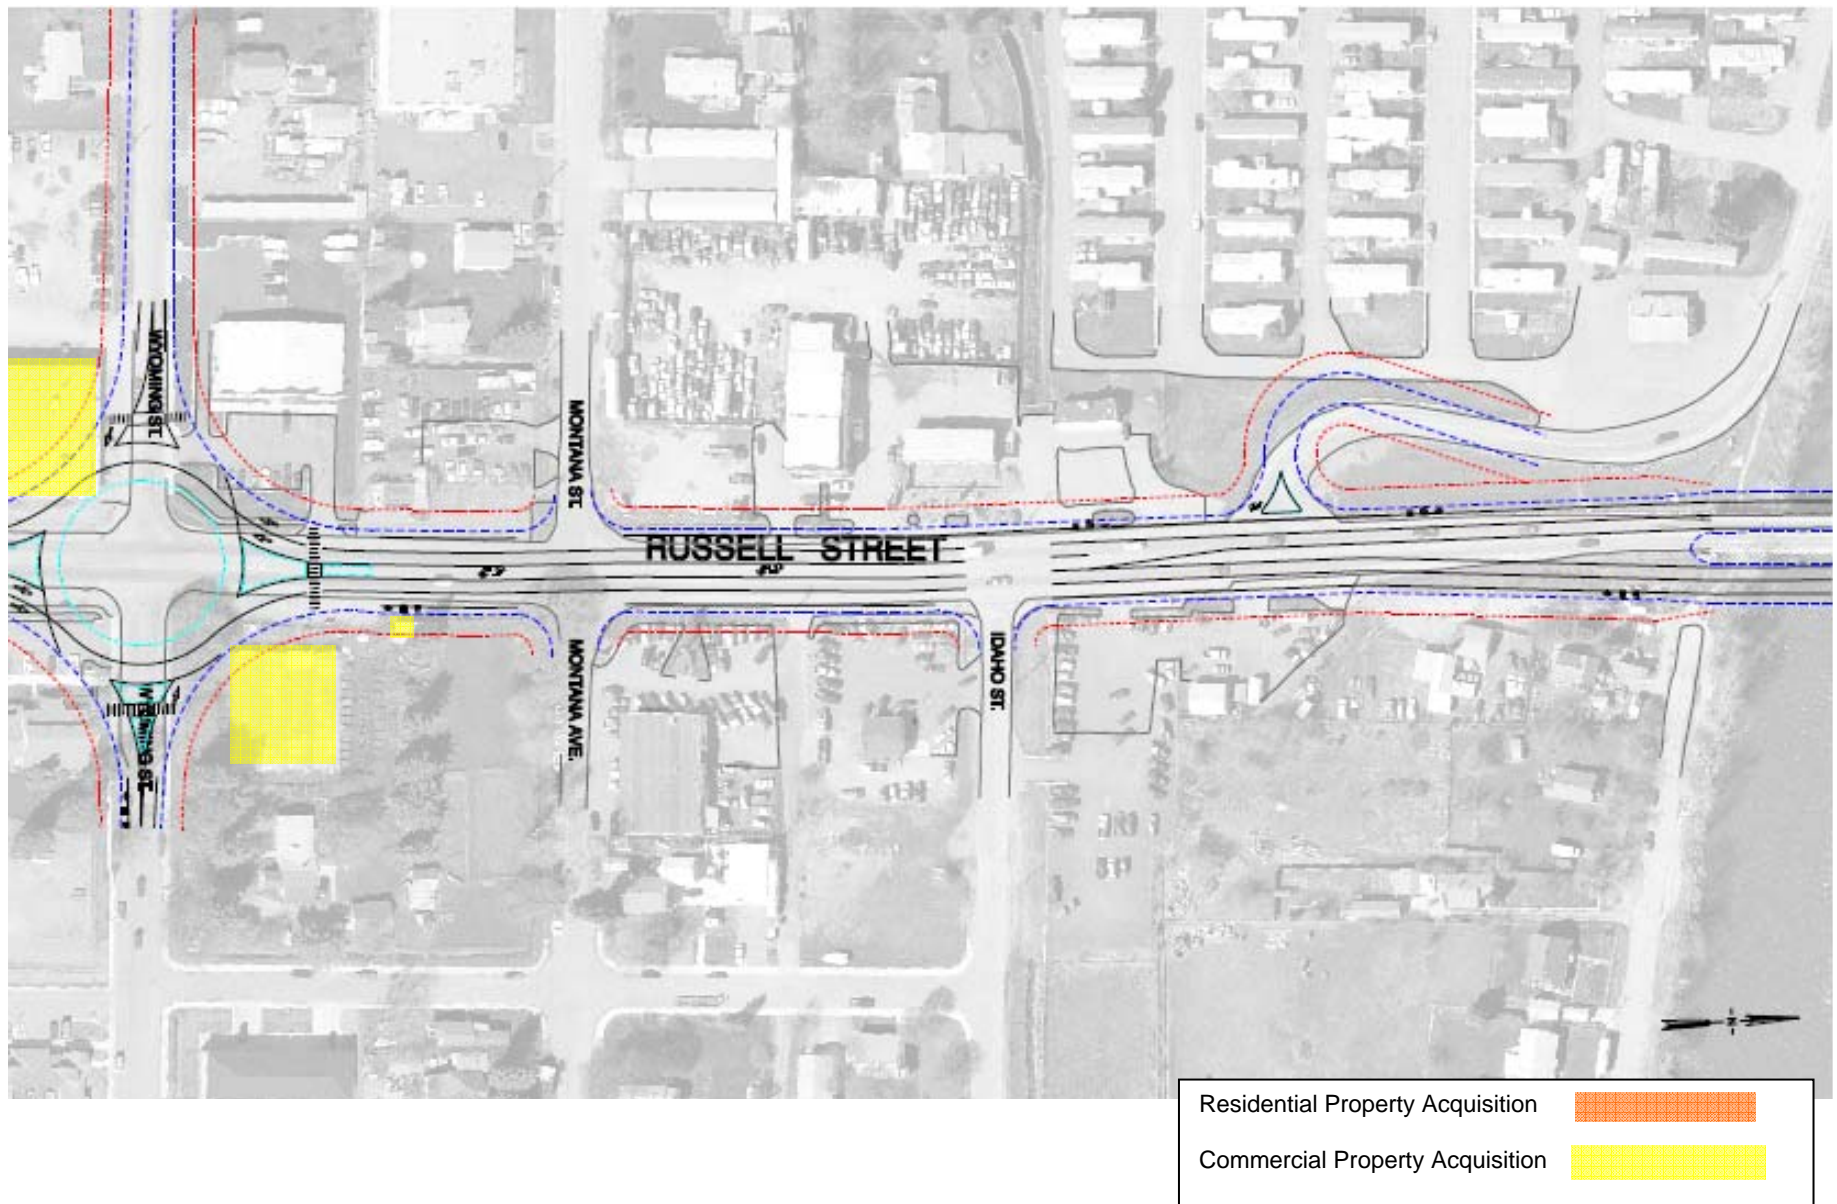 WYOMING ST.
MONTANA ST.
RUSSELL STREET
MONTANA AVE.
IDAHO ST.
Residential Property Acquisition
Commercial Property Acquisition